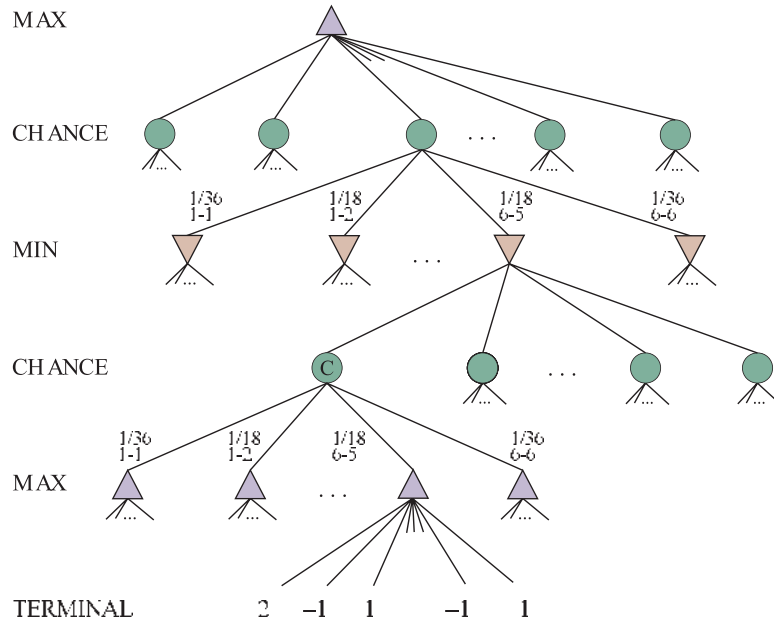 MAX
CHANCE
. . .
... ... ... ...
1/36 1/18 1/18 1/36
1-1 1-2 6-5 6-6
MIN
. . .
... ... ...
CHANCE
C
. . .
... ... ...
1/36 1/18 1/18 1/36
1-1 1-2 6-5 6-6
MAX
. . .
... ... ...
TERMINAL 2 –1 1 –1 1